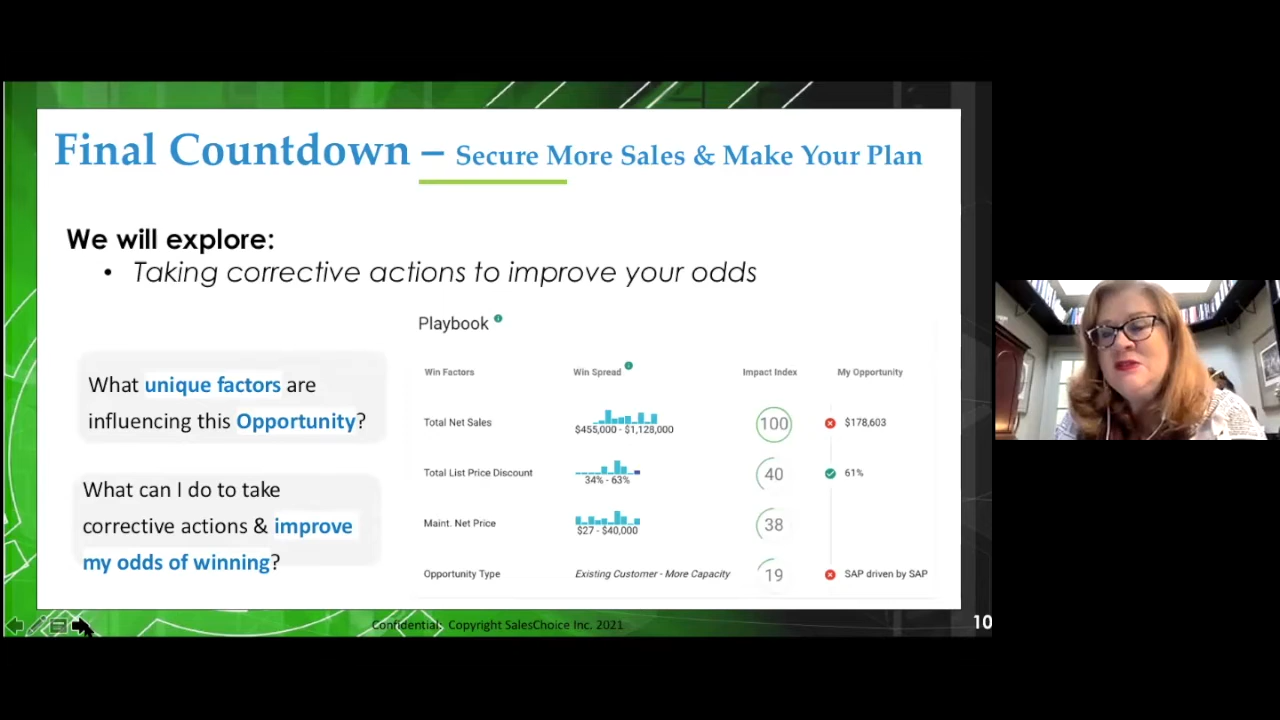 Final Countdown – Secure More Sales & Make Your Plan
We will explore:
• Taking corrective actions to improve your odds
What unique factors are
influencing this Opportunity?
What can I do to take
corrective actions & improve
my odds of winning?
Playbook
Win Factors Win Spread Impact Index My Opportunity
Total Net Sales $455,000 - $1,128,000 100 $178,603
Total List Price Discount 34% - 63% 40 61%
Maint. Net Price $27 - $40,000 38
Opportunity Type Existing Customer - More Capacity 19 SAP driven by SAP
Confidential: Copyright SalesChoice Inc. 2021
10